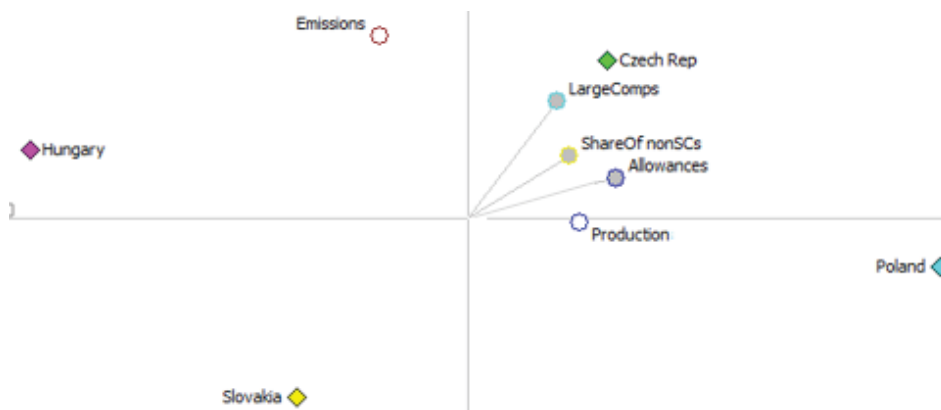 Emissions
Czech Rep
LargeComps
ShareOf nonSCs
Hungary
Allowances
Production
Poland
Slovakia